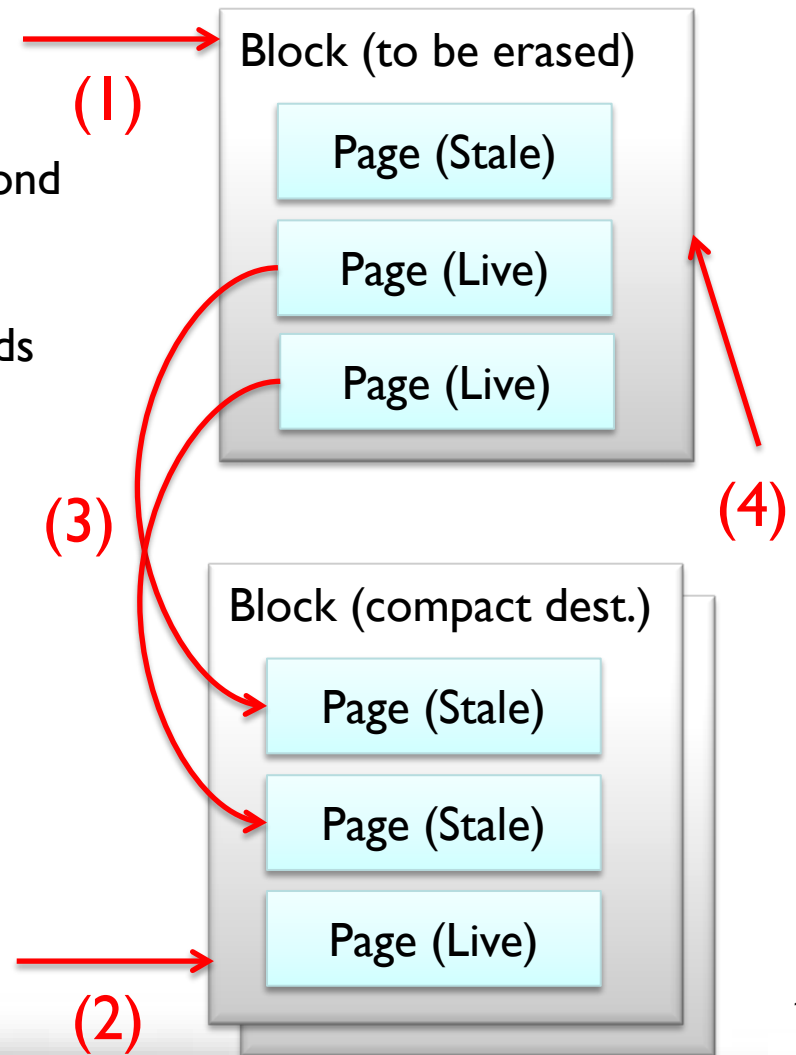 (1)
Block (to be erased)
Page (Stale)
ond
Page (Live)
ds
Page (Live)
(3)
(4)
Block (compact dest.)
Page (Stale)
Page (Stale)
Page (Live)
(2)